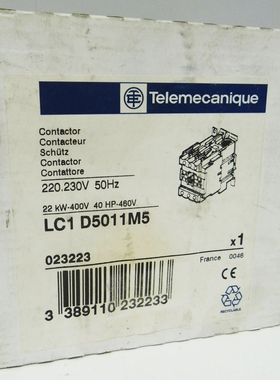 Telemecanique
Contactor
Contacteur
Schütz
Contactor
Contattore
220.230V 50Hz
22 kW-400V 40 HP-460V
LC1 D5011M5
023223
x1
France 0046
3 389110 232233
CE
RECYCLABLE